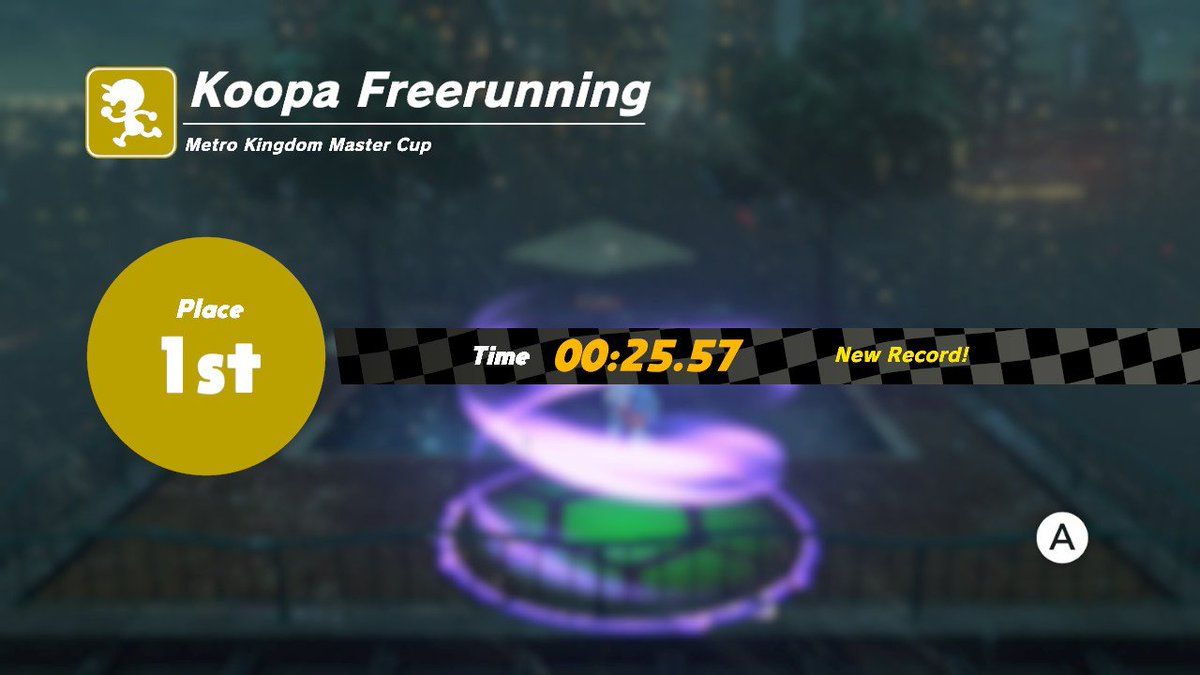 Koopa Freerunning
Metro Kingdom Master Cup
Place
1st
Time 00:25.57 New Record!
A